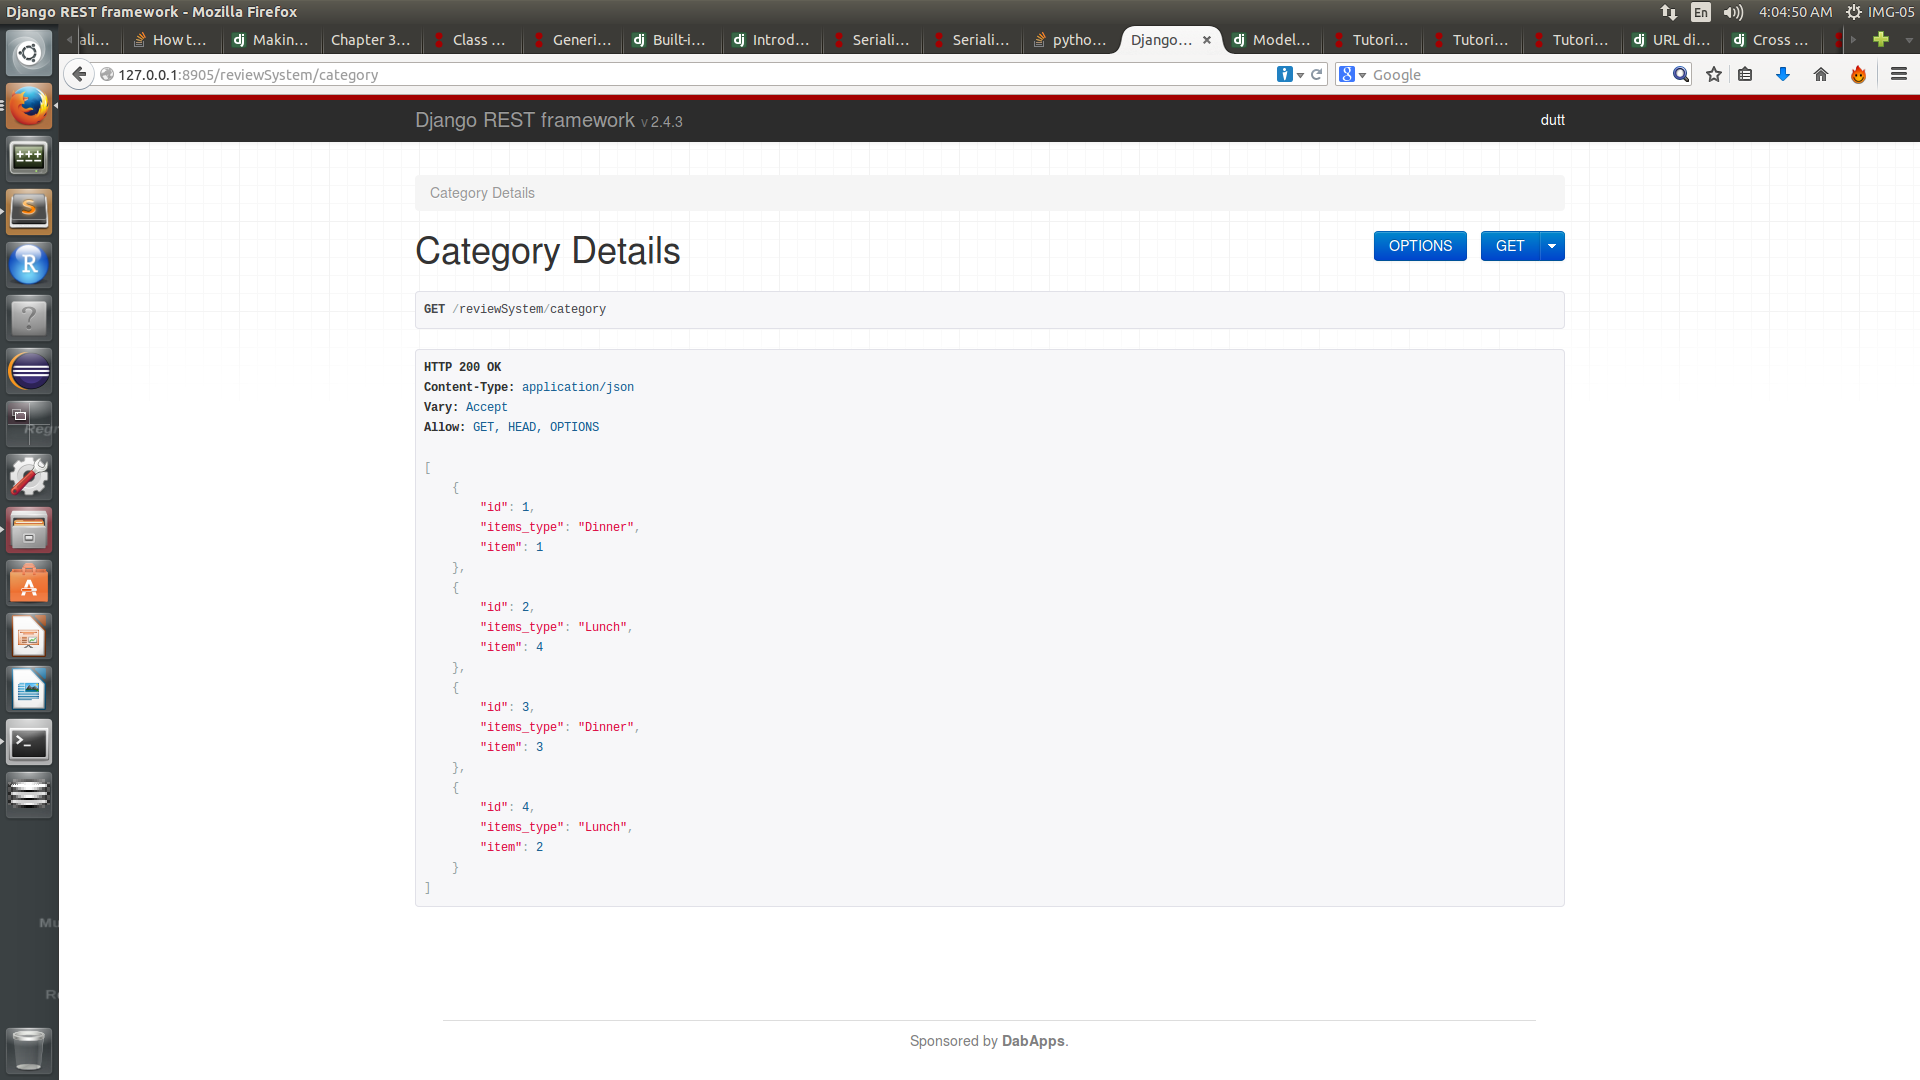 Django REST framework - Mozilla Firefox
En
4:04:50 AM
IMG-05
ali...
How t...
Makin...
Chapter 3...
Class ...
Generi...
Built-i...
Introd...
Seriali...
Seriali...
pytho...
Django...
Model...
Tutori...
Tutori...
Tutori...
URL di...
Cross ...
127.0.0.1:8905/reviewSystem/category
Google
Django REST framework v 2.4.3
dutt
Category Details
Category Details
OPTIONS
GET
GET /reviewSystem/category
HTTP 200 OK
Content-Type: application/json
Vary: Accept
Allow: GET, HEAD, OPTIONS
[
    {
        "id": 1,
        "items_type": "Dinner",
        "item": 1
    },
    {
        "id": 2,
        "items_type": "Lunch",
        "item": 4
    },
    {
        "id": 3,
        "items_type": "Dinner",
        "item": 3
    },
    {
        "id": 4,
        "items_type": "Lunch",
        "item": 2
    }
]
Sponsored by DabApps.